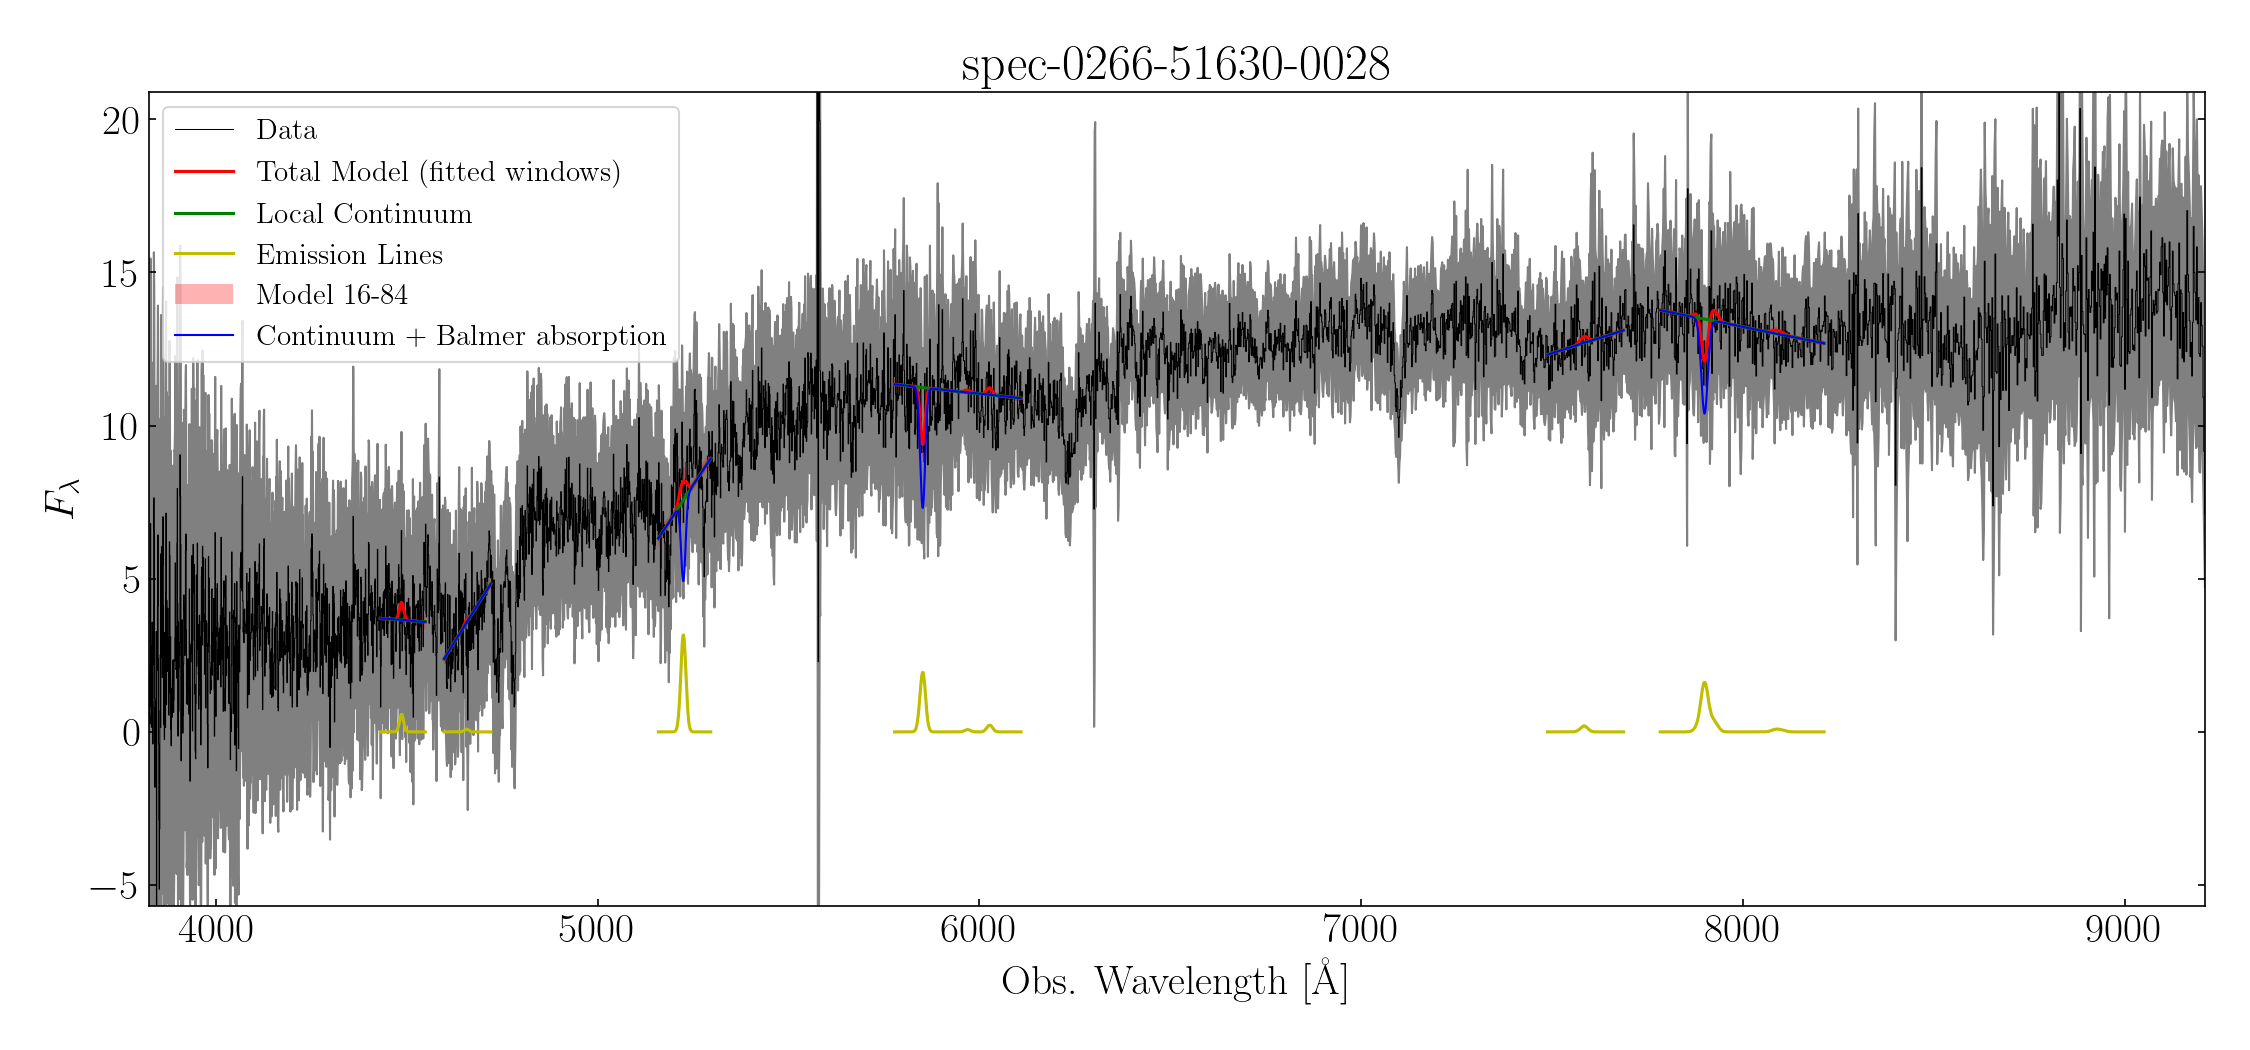 spec-0266-51630-0028
Data
Total Model (fitted windows)
Local Continuum
Emission Lines
Model 16-84
Continuum + Balmer absorption
20
15
10
5
0
−5
F_λ
4000 5000 6000 7000 8000 9000
Obs. Wavelength [Å]